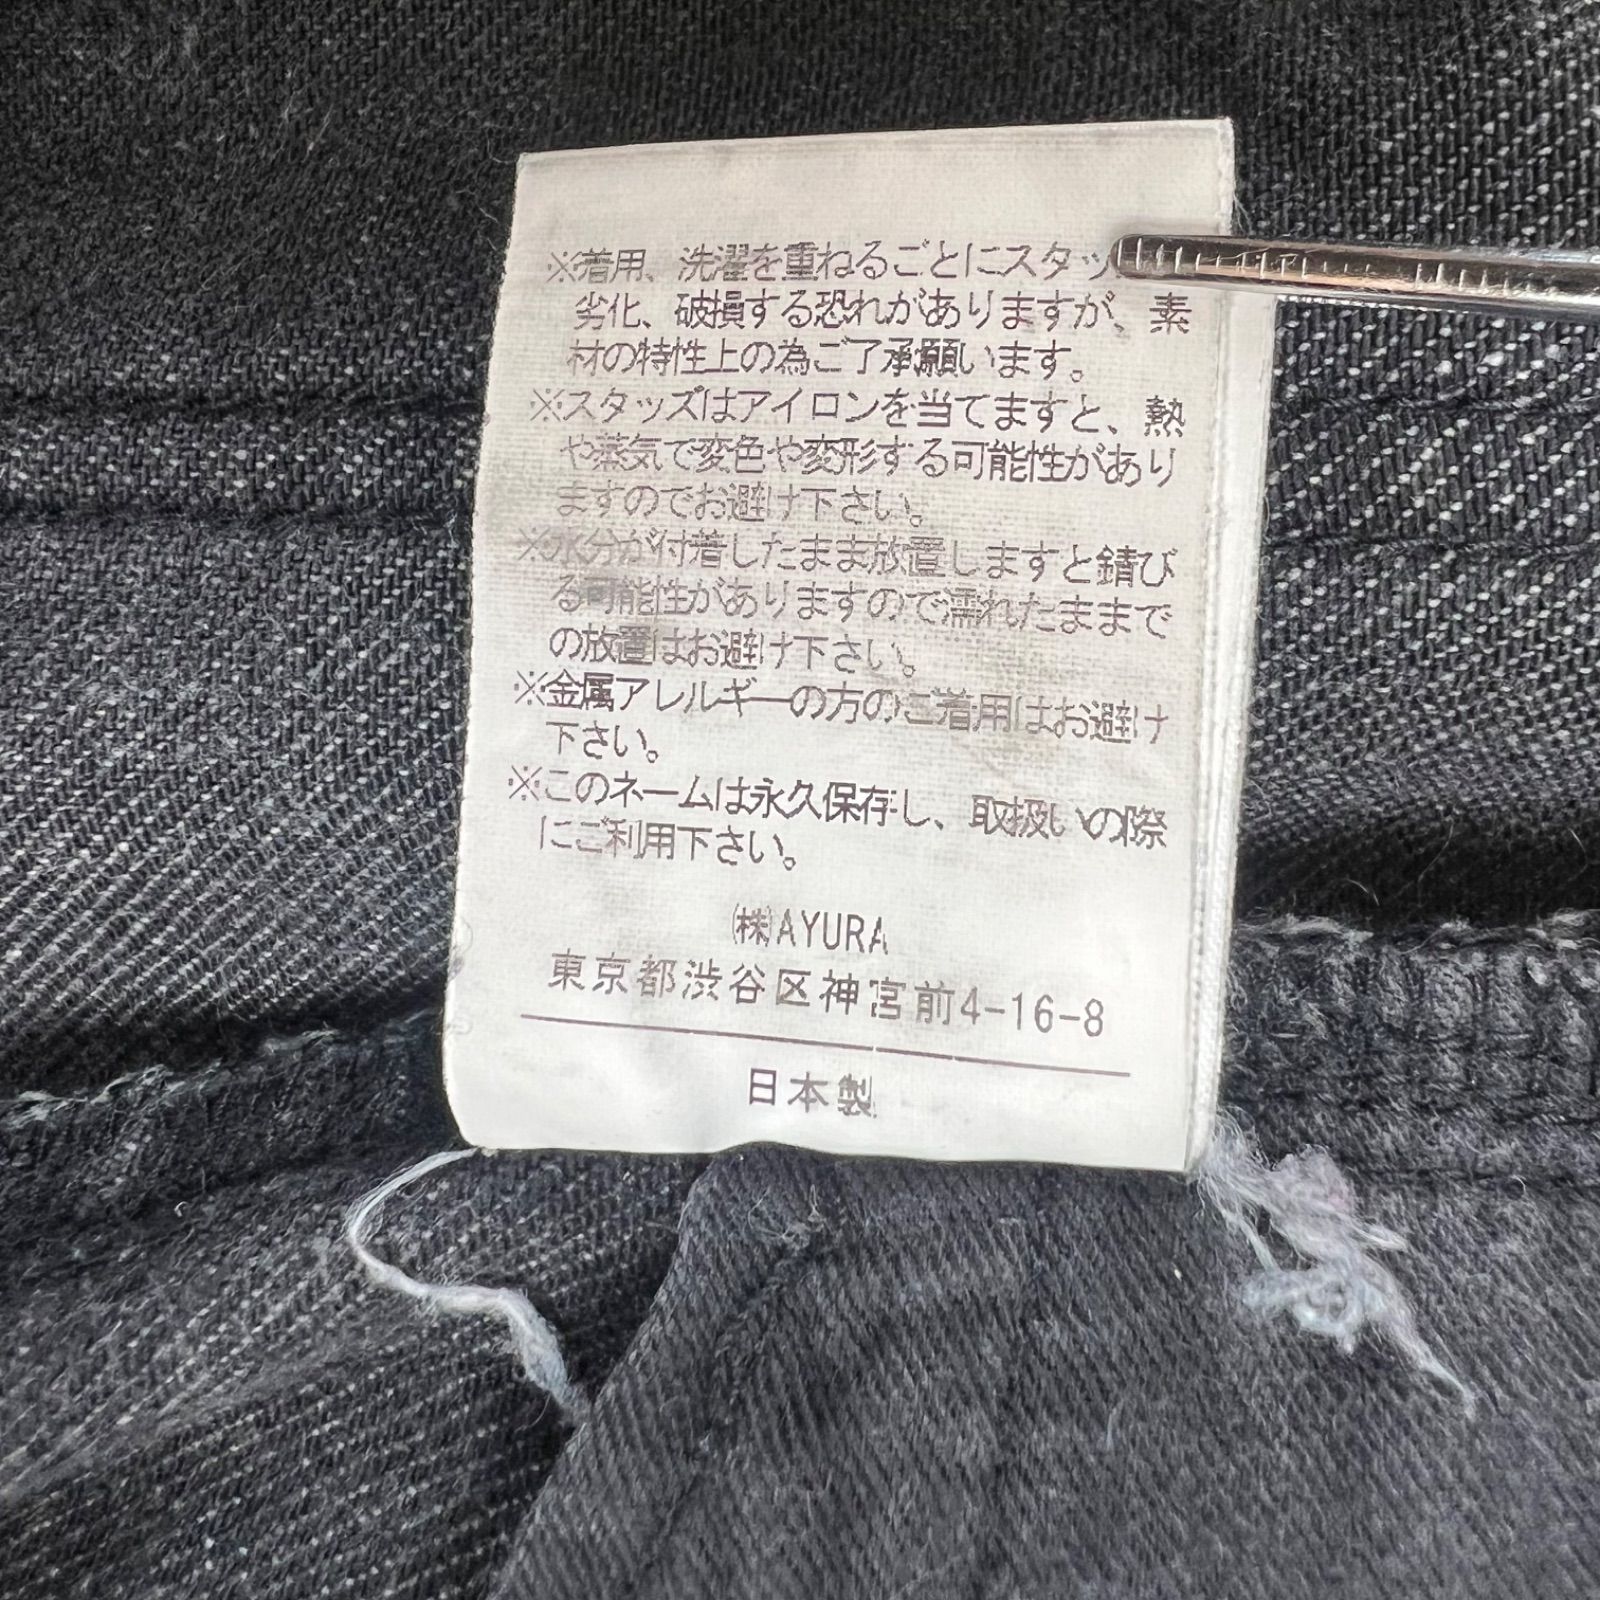 ※着用、洗濯を重ねるごとにスタッ
劣化、破損する恐れがありますが、素
材の特性上の為ご了承願います。
※スタッズはアイロンを当てますと、熱
や蒸気で変色や変形する可能性があり
ますのでお避け下さい。
※水分が付着したまま放置しますと錆び
る可能性がありますので濡れたままで
の放置はお避け下さい。
※金属アレルギーの方のご着用はお避け
下さい。
※このネームは永久保存し、取扱いの際
にご利用下さい。
㈱AYURA
東京都渋谷区神宮前4-16-8
日本製